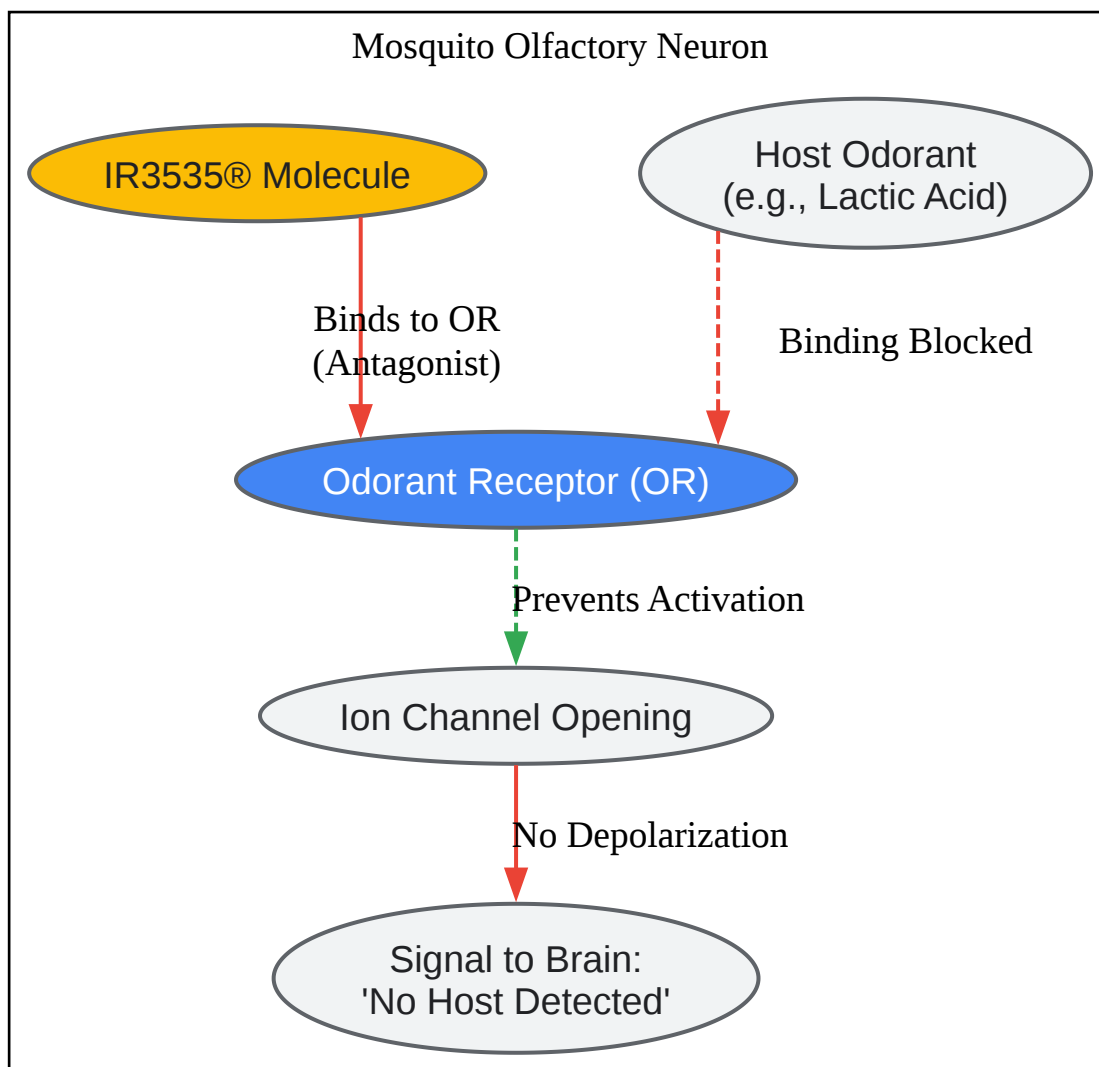 Mosquito Olfactory Neuron
IR3535® Molecule
Host Odorant
(e.g., Lactic Acid)
Binds to OR
(Antagonist)
Binding Blocked
Odorant Receptor (OR)
Prevents Activation
Ion Channel Opening
No Depolarization
Signal to Brain:
'No Host Detected'